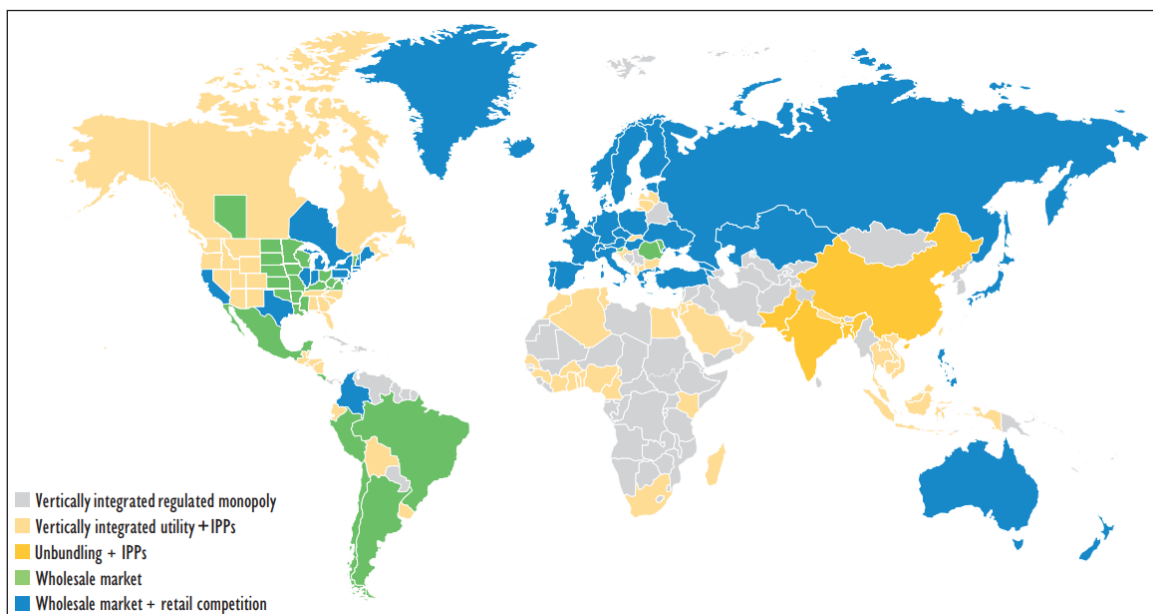 Vertically integrated regulated monopoly
Vertically integrated utility + IPPs
Unbundling + IPPs
Wholesale market
Wholesale market + retail competition